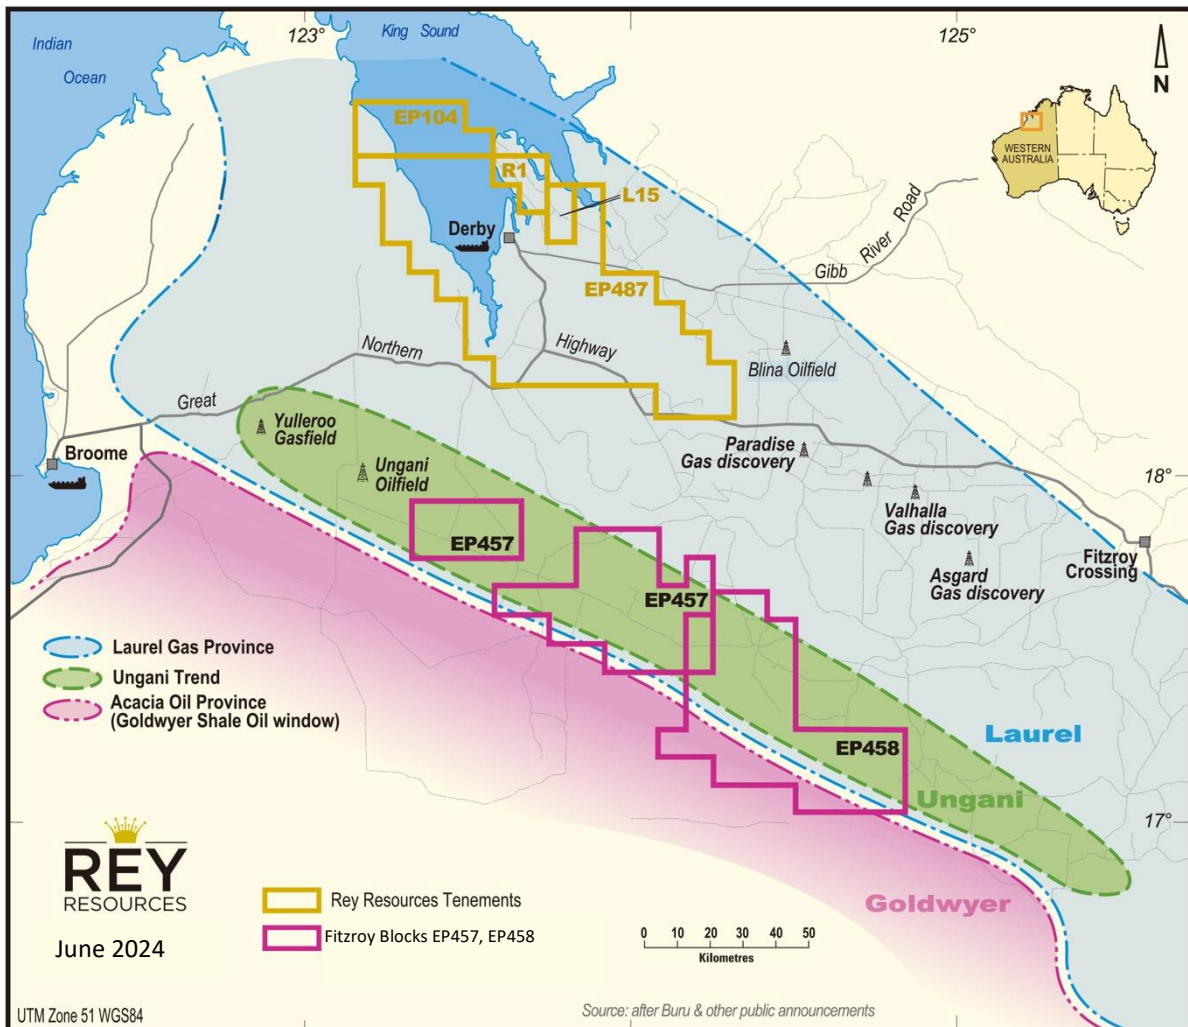 123°
125°
King Sound
Indian
Ocean
N
WESTERN
AUSTRALIA
EP104
R1
L15
Derby
Gibb River Road
EP487
Northern
Highway
Blina Oilfield
Great
Yulleroo
Gasfield
Broome
Paradise
Gas discovery
Ungani
Oilfield
18°
Valhalla
Gas discovery
EP457
Fitzroy
Crossing
Asgard
Gas discovery
EP457
Laurel Gas Province
Ungani Trend
Acacia Oil Province
(Goldwyer Shale Oil window)
Laurel
EP458
Ungani
17°
REY
RESOURCES
June 2024
Goldwyer
Rey Resources Tenements
Fitzroy Blocks EP457, EP458
0 10 20 30 40 50
Kilometres
UTM Zone 51 WGS84
Source: after Buru & other public announcements